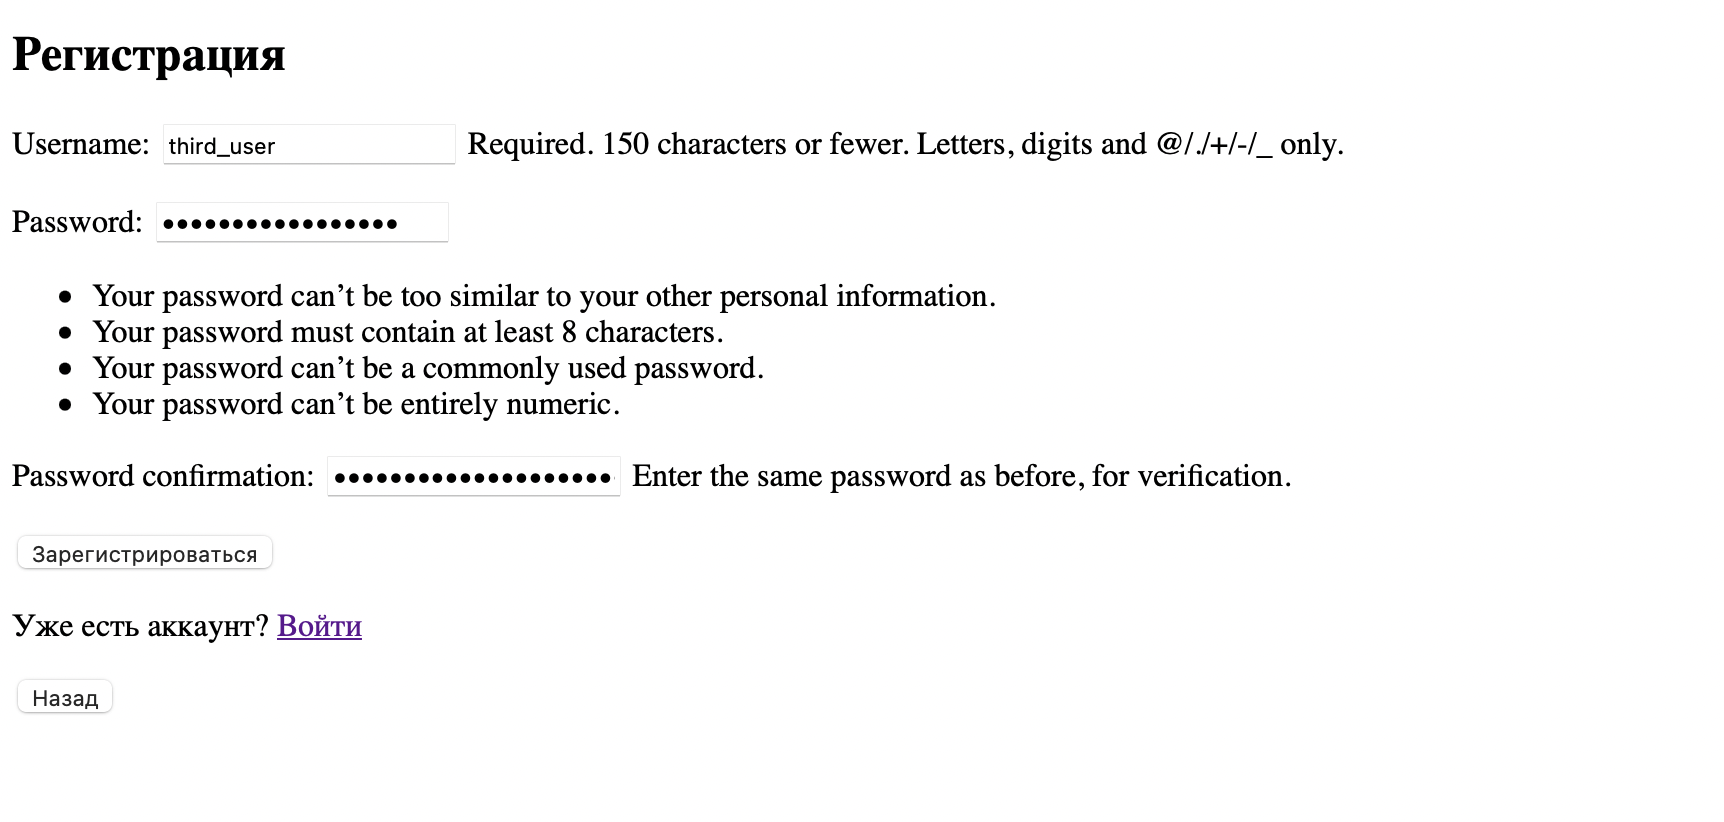 Регистрация
Username: third_user Required. 150 characters or fewer. Letters, digits and @/./+/-/_ only.
Password: •••••••••••••••••
• Your password can’t be too similar to your other personal information.
• Your password must contain at least 8 characters.
• Your password can’t be a commonly used password.
• Your password can’t be entirely numeric.
Password confirmation: •••••••••••••••••••• Enter the same password as before, for verification.
Зарегистрироваться
Уже есть аккаунт? Войти
Назад